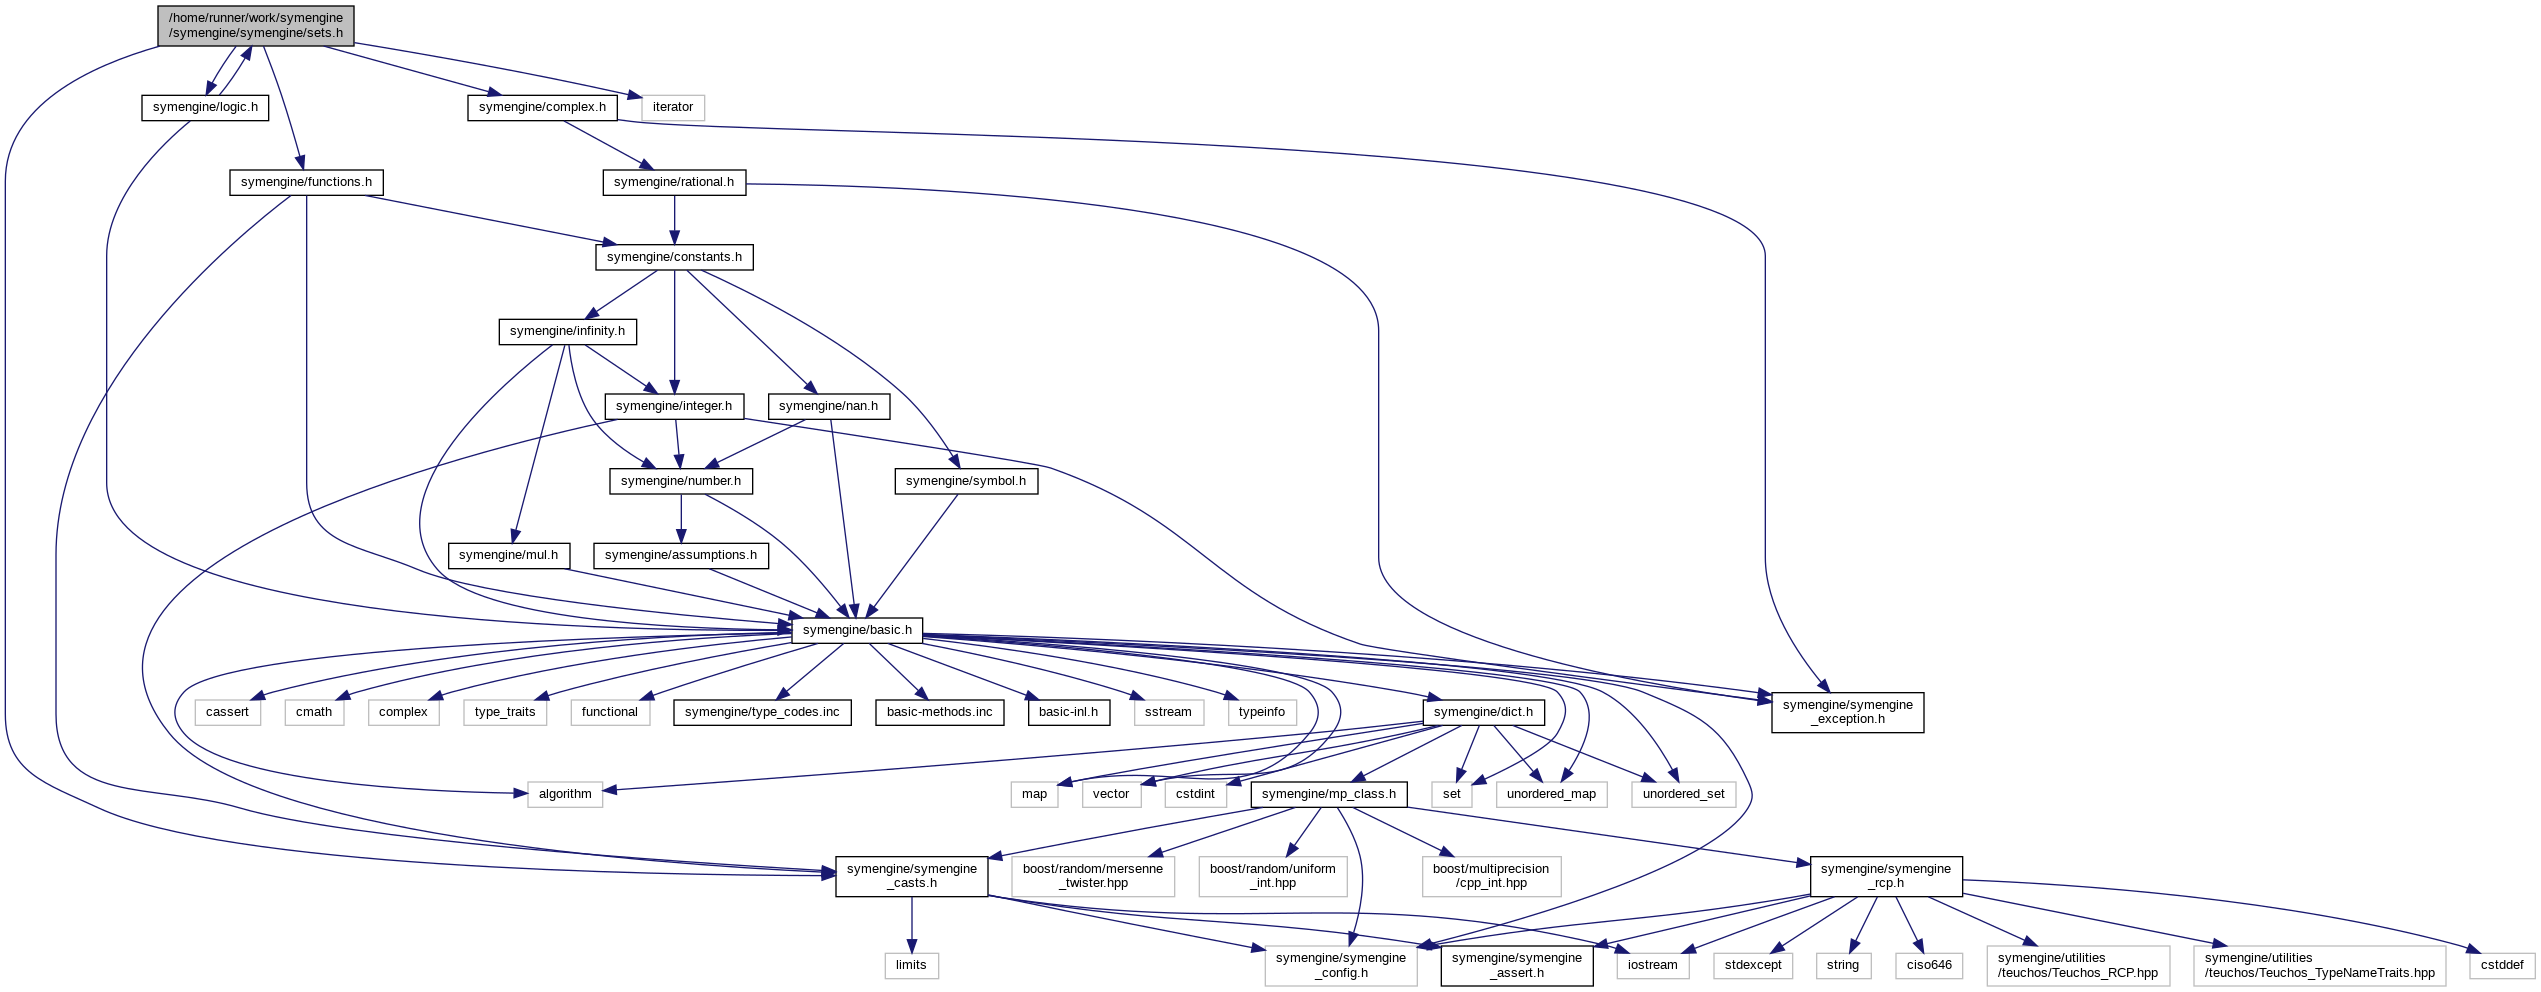 /home/runner/work/symengine
/symengine/symengine/sets.h
symengine/logic.h
symengine/complex.h
iterator
symengine/functions.h
symengine/rational.h
symengine/constants.h
symengine/infinity.h
symengine/integer.h
symengine/nan.h
symengine/number.h
symengine/symbol.h
symengine/mul.h
symengine/assumptions.h
symengine/basic.h
cassert
cmath
complex
type_traits
functional
symengine/type_codes.inc
basic-methods.inc
basic-inl.h
sstream
typeinfo
symengine/dict.h
symengine/symengine
_exception.h
algorithm
map
vector
cstdint
symengine/mp_class.h
set
unordered_map
unordered_set
symengine/symengine
_casts.h
boost/random/mersenne
_twister.hpp
boost/random/uniform
_int.hpp
boost/multiprecision
/cpp_int.hpp
symengine/symengine
_rcp.h
limits
symengine/symengine
_config.h
symengine/symengine
_assert.h
iostream
stdexcept
string
ciso646
symengine/utilities
/teuchos/Teuchos_RCP.hpp
symengine/utilities
/teuchos/Teuchos_TypeNameTraits.hpp
cstddef